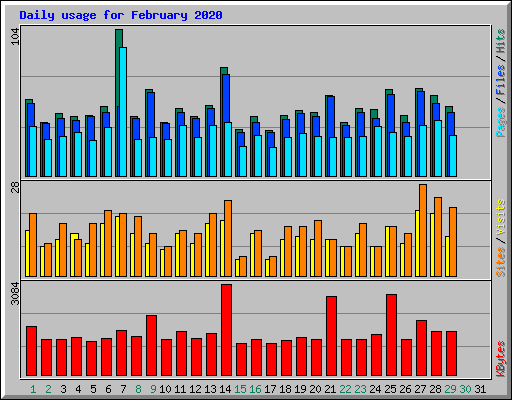 Daily usage for February 2020
104
Pages / Files / Hits
28
Sites / Visits
3084
KBytes
1 2 3 4 5 6 7 8 9 10 11 12 13 14 15 16 17 18 19 20 21 22 23 24 25 26 27 28 29 30 31